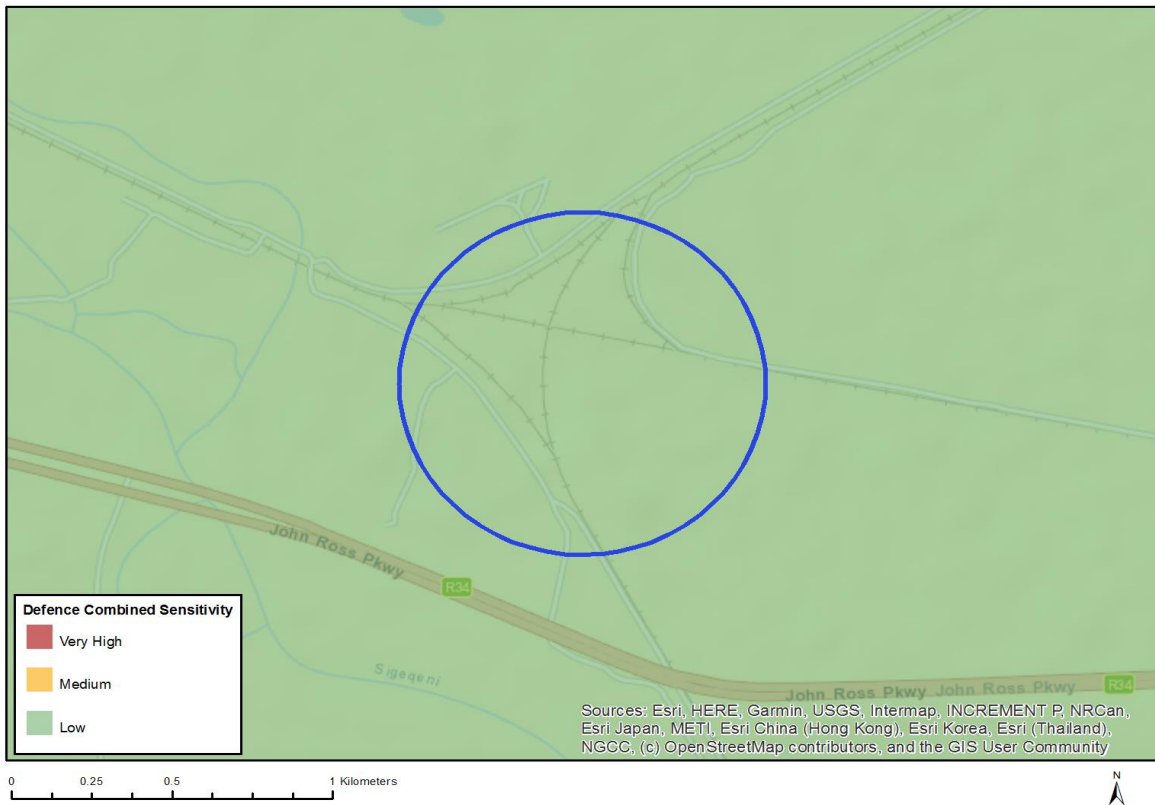 John Ross Pkwy
R34
Defence Combined Sensitivity
Very High
Medium
Low
Sigeqeni
John Ross Pkwy John Ross Pkwy
R34
Sources: Esri, HERE, Garmin, USGS, Intermap, INCREMENT P, NRCan,
Esri Japan, METI, Esri China (Hong Kong), Esri Korea, Esri (Thailand),
NGCC, (c) OpenStreetMap contributors, and the GIS User Community
0 0.25 0.5 1 Kilometers
N